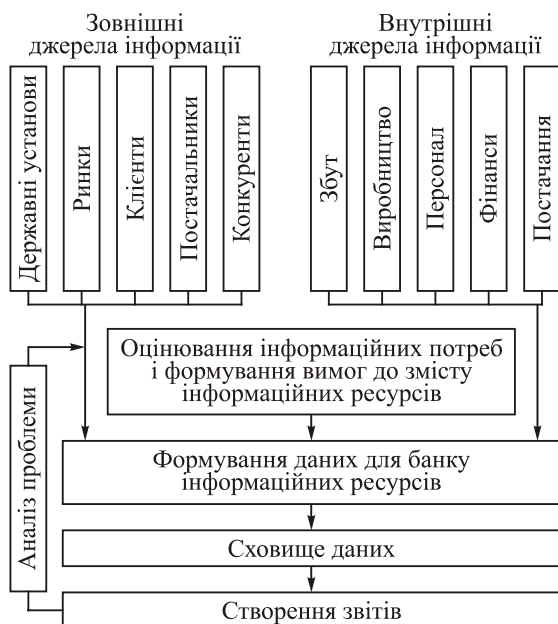 Зовнішні
джерела інформації
Внутрішні
джерела інформації
Державні установи
Ринки
Клієнти
Постачальники
Конкуренти
Збут
Виробництво
Персонал
Фінанси
Постачання
Оцінювання інформаційних потреб
і формування вимог до змісту
інформаційних ресурсів
Аналіз проблеми
Формування даних для банку
інформаційних ресурсів
Сховище даних
Створення звітів